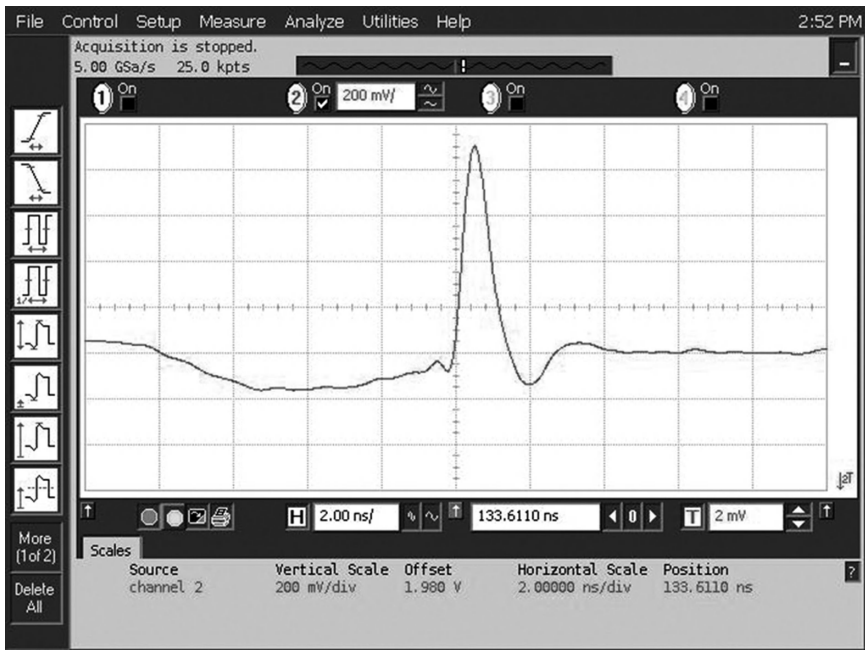 File Control Setup Measure Analyze Utilities Help 2:52 PM
Acquisition is stopped.
5.00 GSa/s 25.0 kpts
1 On 2 On 200 mV/ 3 On 4 On
2T
H 2.00 ns/ 133.6110 ns 0 T 2 mV
More
(1of 2)
Delete
All
Scales
Source Vertical Scale Offset Horizontal Scale Position
channel 2 200 mV/div 1.980 V 2.00000 ns/div 133.6110 ns
?